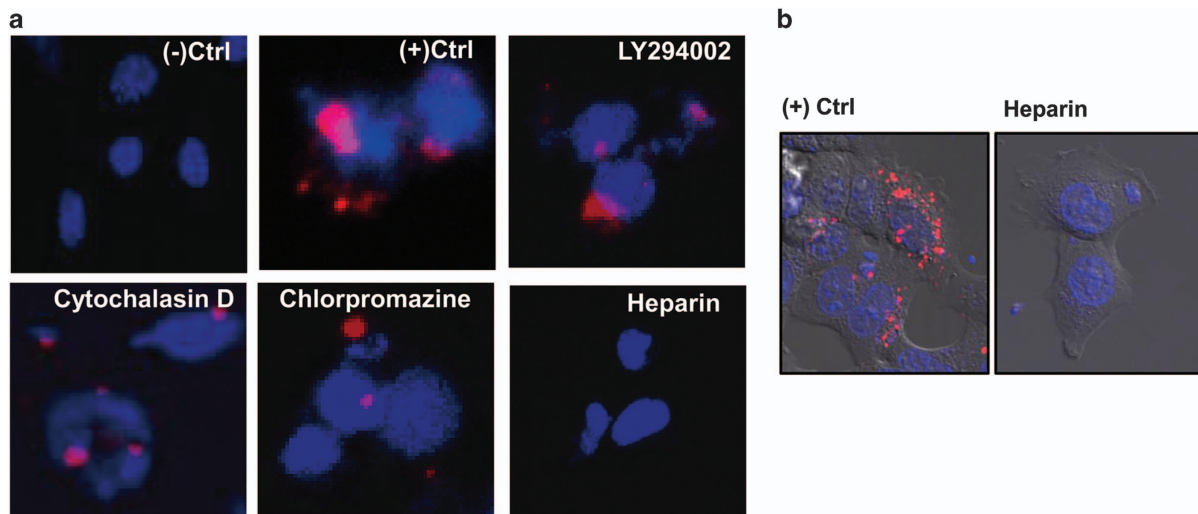 a
(-)Ctrl
(+)Ctrl
LY294002
Cytochalasin D
Chlorpromazine
Heparin
b
(+) Ctrl
Heparin